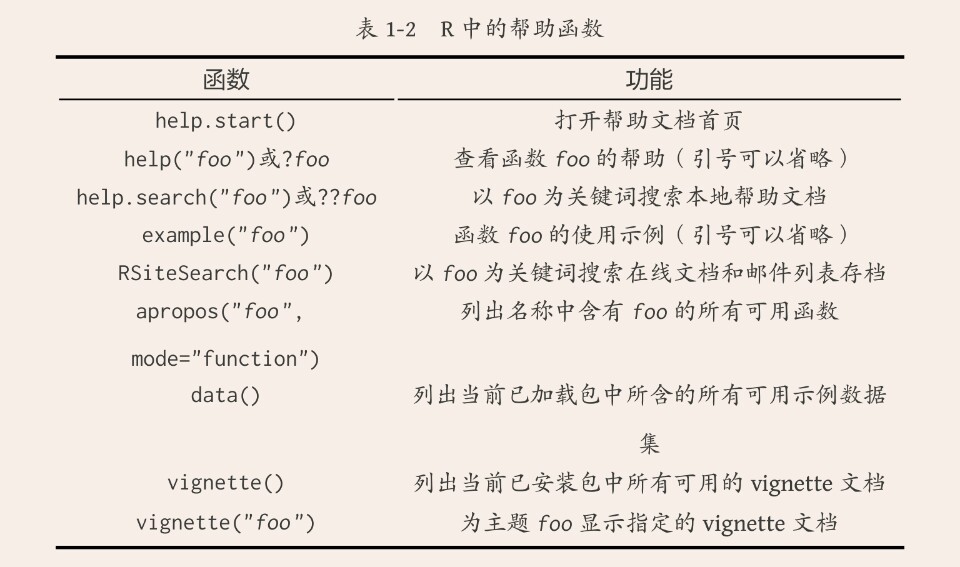 表 1-2 R 中的帮助函数
函数 功能
help.start() 打开帮助文档首页
help("foo")或?foo 查看函数 foo 的帮助（引号可以省略）
help.search("foo")或??foo 以 foo 为关键词搜索本地帮助文档
example("foo") 函数 foo 的使用示例（引号可以省略）
RSiteSearch("foo") 以 foo 为关键词搜索在线文档和邮件列表存档
apropos("foo", 列出名称中含有 foo 的所有可用函数
mode="function")
data() 列出当前已加载包中所含的所有可用示例数据
集
vignette() 列出当前已安装包中所有可用的 vignette 文档
vignette("foo") 为主题 foo 显示指定的 vignette 文档